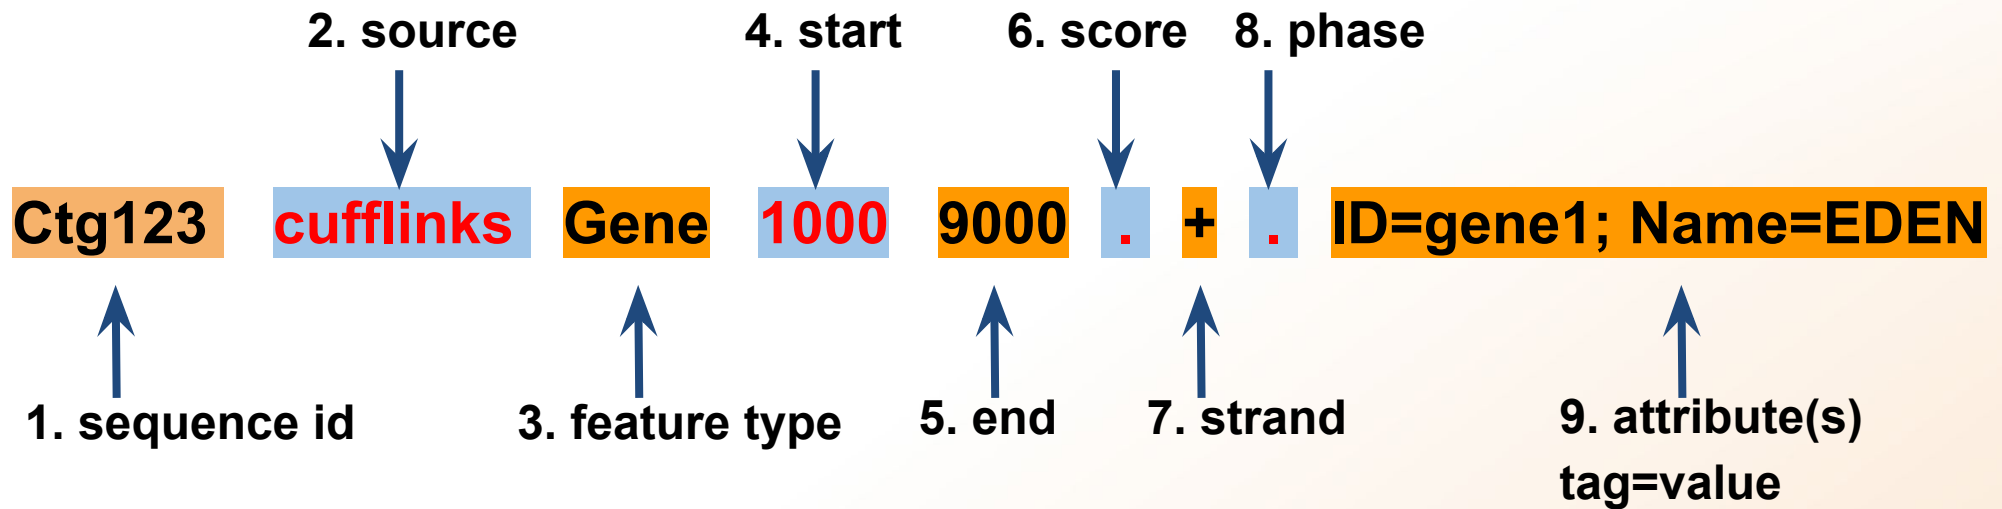 2. source 4. start 6. score 8. phase
Ctg123 cufflinks Gene 1000 9000 . + . ID=gene1; Name=EDEN
1. sequence id 3. feature type 5. end 7. strand 9. attribute(s)
tag=value